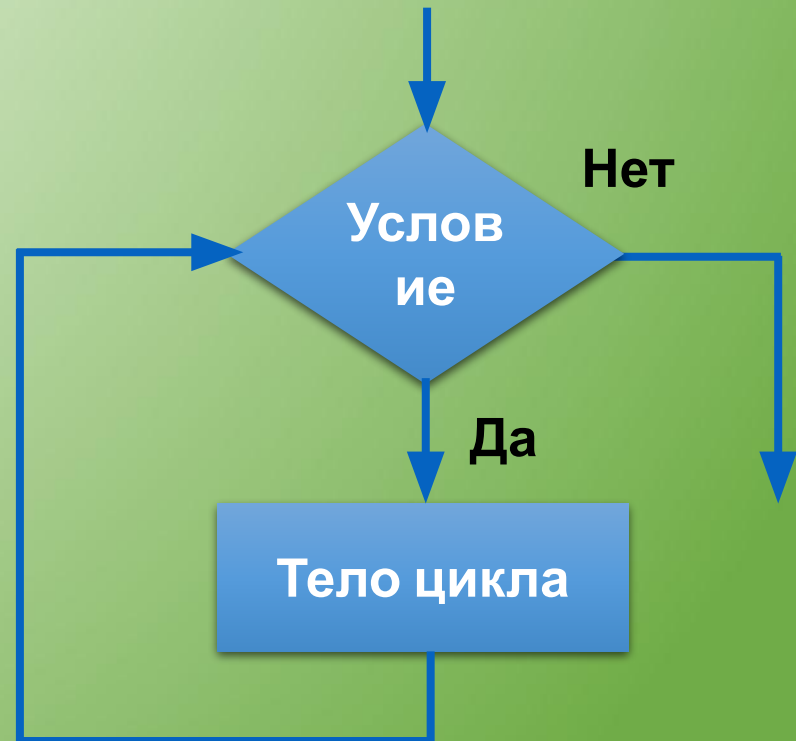 Нет
Услов
ие
Да
Тело цикла